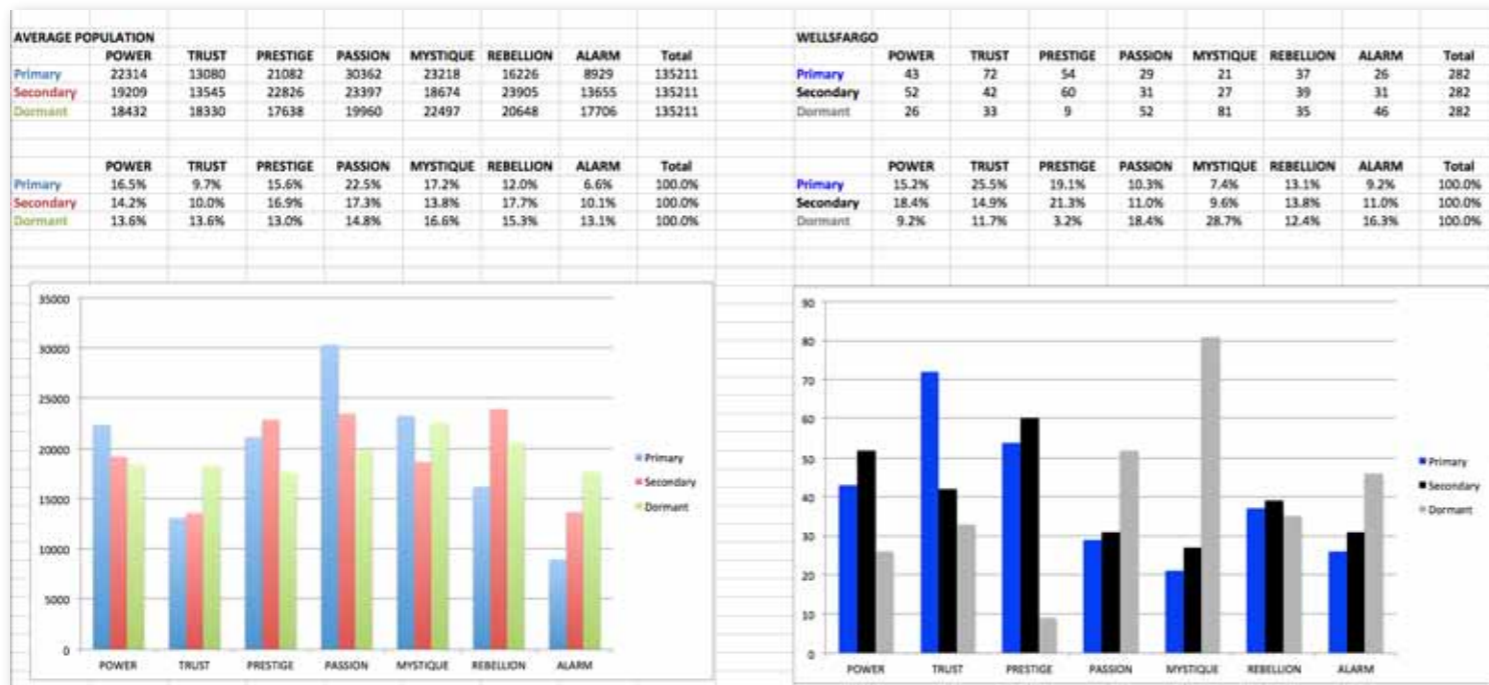 AVERAGE POPULATION
POWER TRUST PRESTIGE PASSION MYSTIQUE REBELLION ALARM Total
Primary 22314 13080 21082 30362 23218 16226 8929 135211
Secondary 19209 13545 22826 23397 18674 23905 13655 135211
Dormant 18432 18330 17638 19960 22497 20648 17706 135211
POWER TRUST PRESTIGE PASSION MYSTIQUE REBELLION ALARM Total
Primary 16.5% 9.7% 15.6% 22.5% 17.2% 12.0% 6.6% 100.0%
Secondary 14.2% 10.0% 16.9% 17.3% 13.8% 17.7% 10.1% 100.0%
Dormant 13.6% 13.6% 13.0% 14.8% 16.6% 15.3% 13.1% 100.0%
35000
30000
25000
20000
15000
10000
5000
0
POWER TRUST PRESTIGE PASSION MYSTIQUE REBELLION ALARM
Primary
Secondary
Dormant
WELLSFARGO
POWER TRUST PRESTIGE PASSION MYSTIQUE REBELLION ALARM Total
Primary 43 72 54 29 21 37 26 282
Secondary 52 42 60 31 27 39 31 282
Dormant 26 33 9 52 81 35 46 282
POWER TRUST PRESTIGE PASSION MYSTIQUE REBELLION ALARM Total
Primary 15.2% 25.5% 19.1% 10.3% 7.4% 13.1% 9.2% 100.0%
Secondary 18.4% 14.9% 21.3% 11.0% 9.6% 13.8% 11.0% 100.0%
Dormant 9.2% 11.7% 3.2% 18.4% 28.7% 12.4% 16.3% 100.0%
90
80
70
60
50
40
30
20
10
0
POWER TRUST PRESTIGE PASSION MYSTIQUE REBELLION ALARM
Primary
Secondary
Dormant